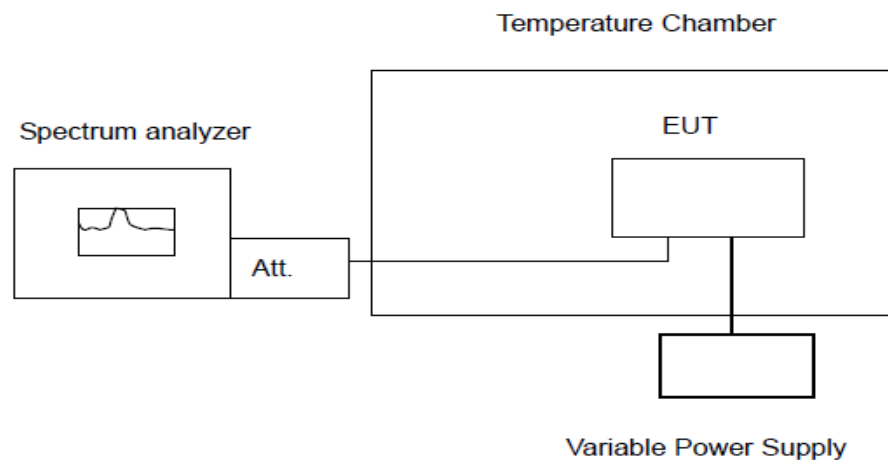 Temperature Chamber
Spectrum analyzer
EUT
Att.
Variable Power Supply